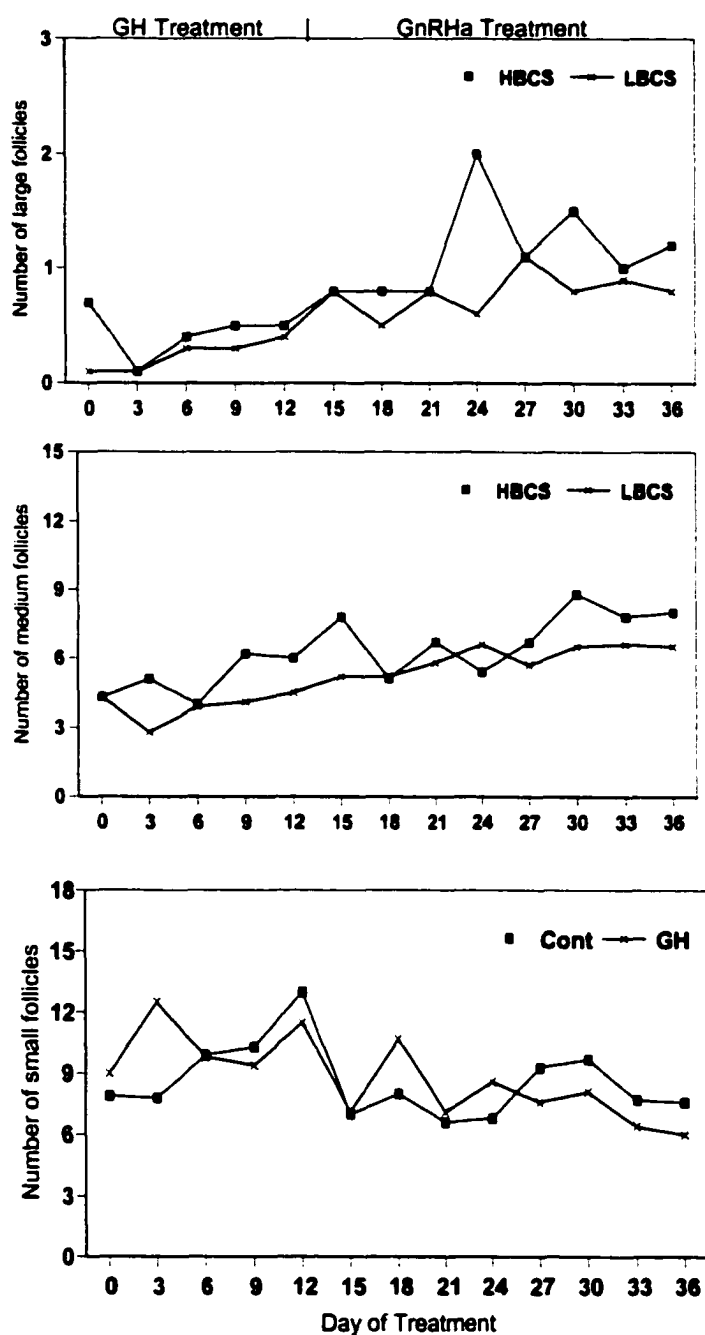 GH Treatment GnRHa Treatment
3
HBCS LBCS
2
1
0
Number of large follicles
0 3 6 9 12 15 18 21 24 27 30 33 36
15
HBCS LBCS
12
9
6
3
0
Number of medium follicles
0 3 6 9 12 15 18 21 24 27 30 33 36
18
Cont GH
15
12
9
6
3
0
Number of small follicles
0 3 6 9 12 15 18 21 24 27 30 33 36
Day of Treatment